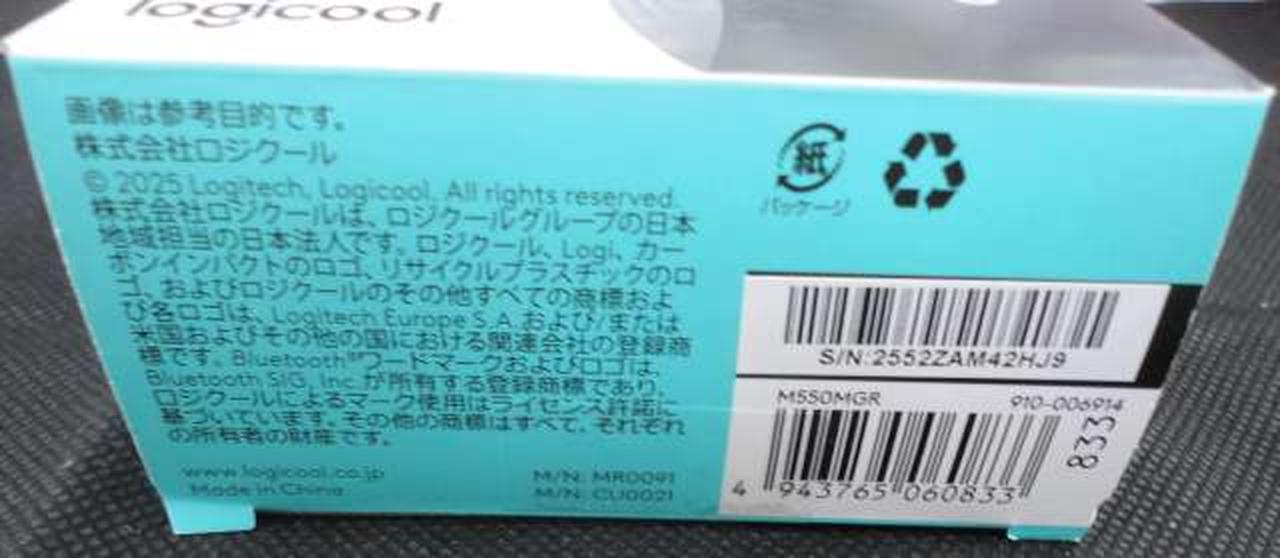 logicool
画像は参考目的です。
株式会社ロジクール
© 2025 Logitech, Logicool. All rights reserved.
株式会社ロジクールは、ロジクールグループの日本
地域担当の日本法人です。ロジクール、Logi、カー
ボンインパクトのロゴ、リサイクルプラスチックのロ
ゴ、およびロジクールのその他すべての商標およ
び各ロゴは、Logitech Europe S.A.および/または
米国およびその他の国における関連会社の登録商
標です。Bluetooth®ワードマークおよびロゴは、
Bluetooth SIG, Inc.が所有する登録商標であり、
ロジクールによるマーク使用はライセンス許諾に
基づいています。その他の商標はすべて、それぞれ
の所有者の財産です。
www.logicool.co.jp
Made in China
M/N: MR0091
M/N: CU0021
紙
パッケージ
S/N:2552ZAM42HJ9
M550MGR
910-006914
833
4 943765 060833